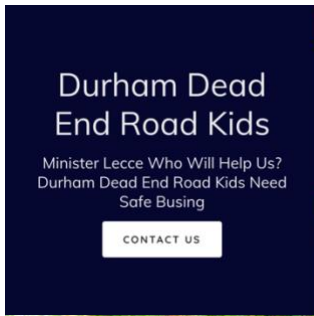 Durham Dead
End Road Kids
Minister Lecce Who Will Help Us?
Durham Dead End Road Kids Need
Safe Busing
CONTACT US